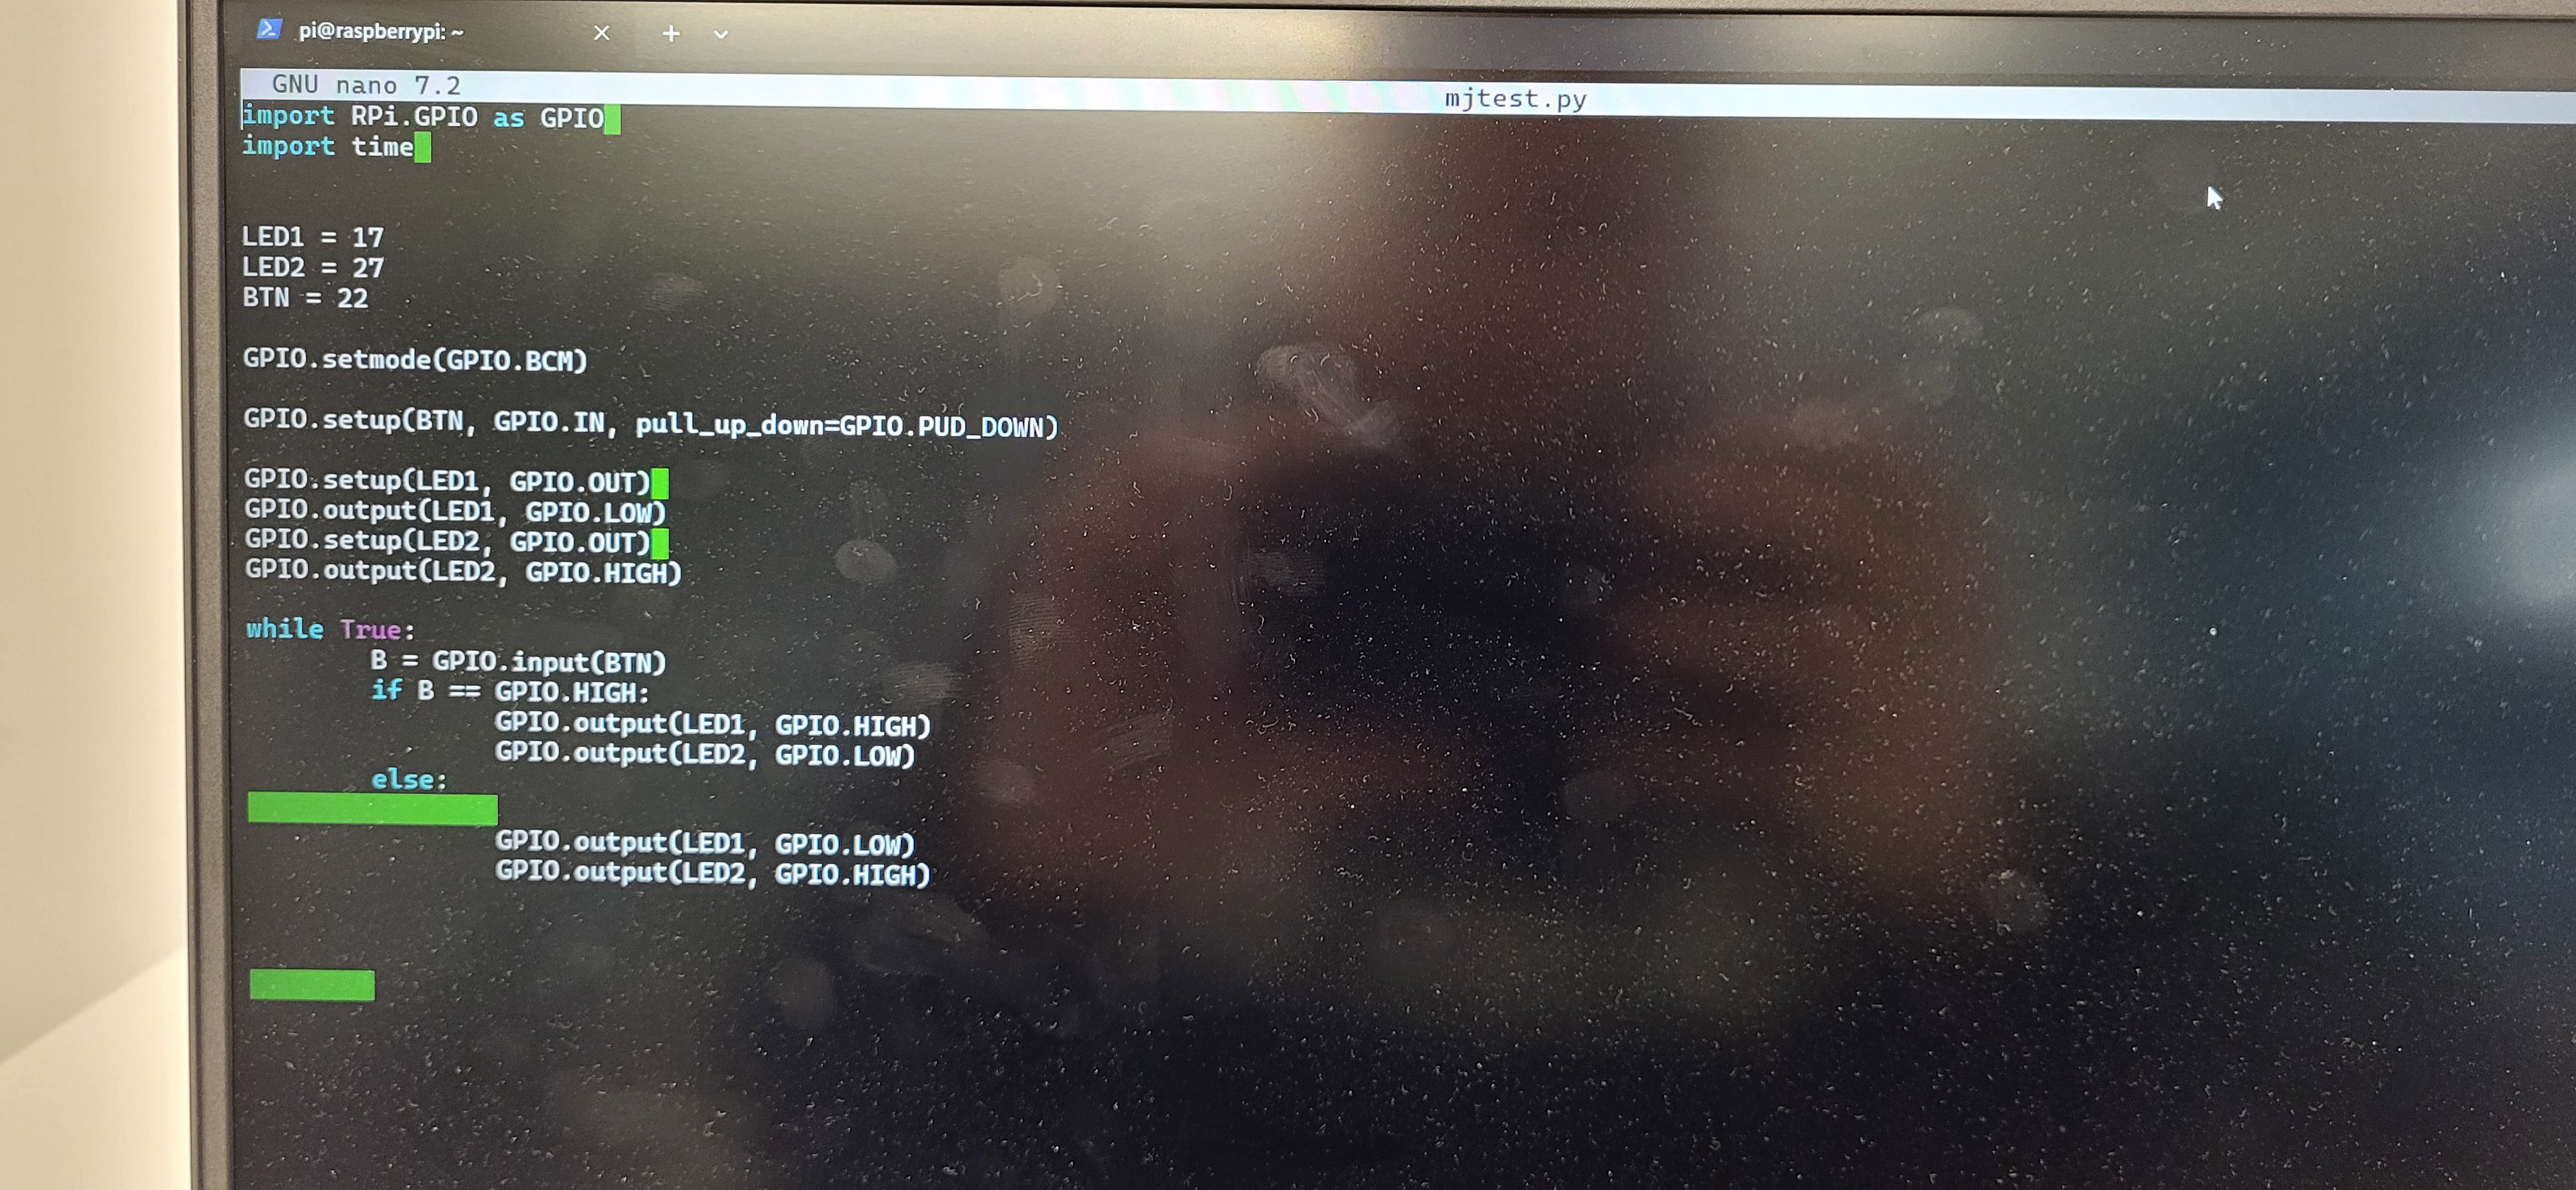 pi@raspberrypi: ~
GNU nano 7.2
mjtest.py
import RPi.GPIO as GPIO
import time
LED1 = 17
LED2 = 27
BTN = 22
GPIO.setmode(GPIO.BCM)
GPIO.setup(BTN, GPIO.IN, pull_up_down=GPIO.PUD_DOWN)
GPIO.setup(LED1, GPIO.OUT)
GPIO.output(LED1, GPIO.LOW)
GPIO.setup(LED2, GPIO.OUT)
GPIO.output(LED2, GPIO.HIGH)
while True:
        B = GPIO.input(BTN)
        if B == GPIO.HIGH:
                GPIO.output(LED1, GPIO.HIGH)
                GPIO.output(LED2, GPIO.LOW)
        else:
                GPIO.output(LED1, GPIO.LOW)
                GPIO.output(LED2, GPIO.HIGH)